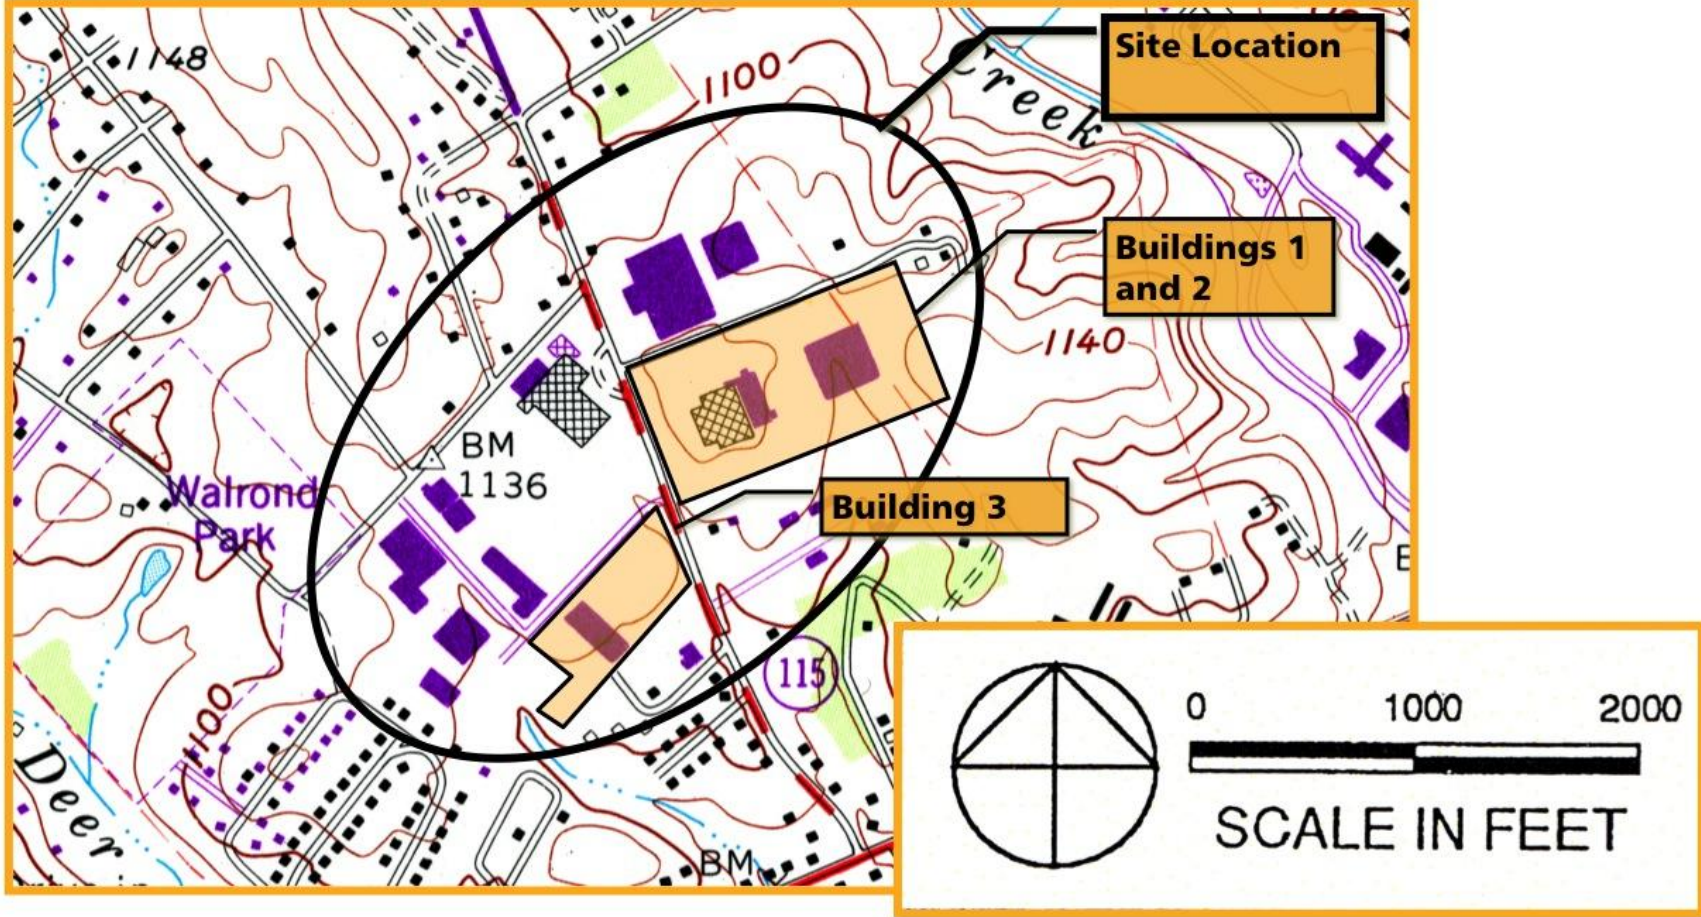 1148
1100
Creek
Site Location
Buildings 1
and 2
1140
BM
1136
Walrond
Park
Building 3
115
1100
Deer
BM
0 1000 2000
SCALE IN FEET